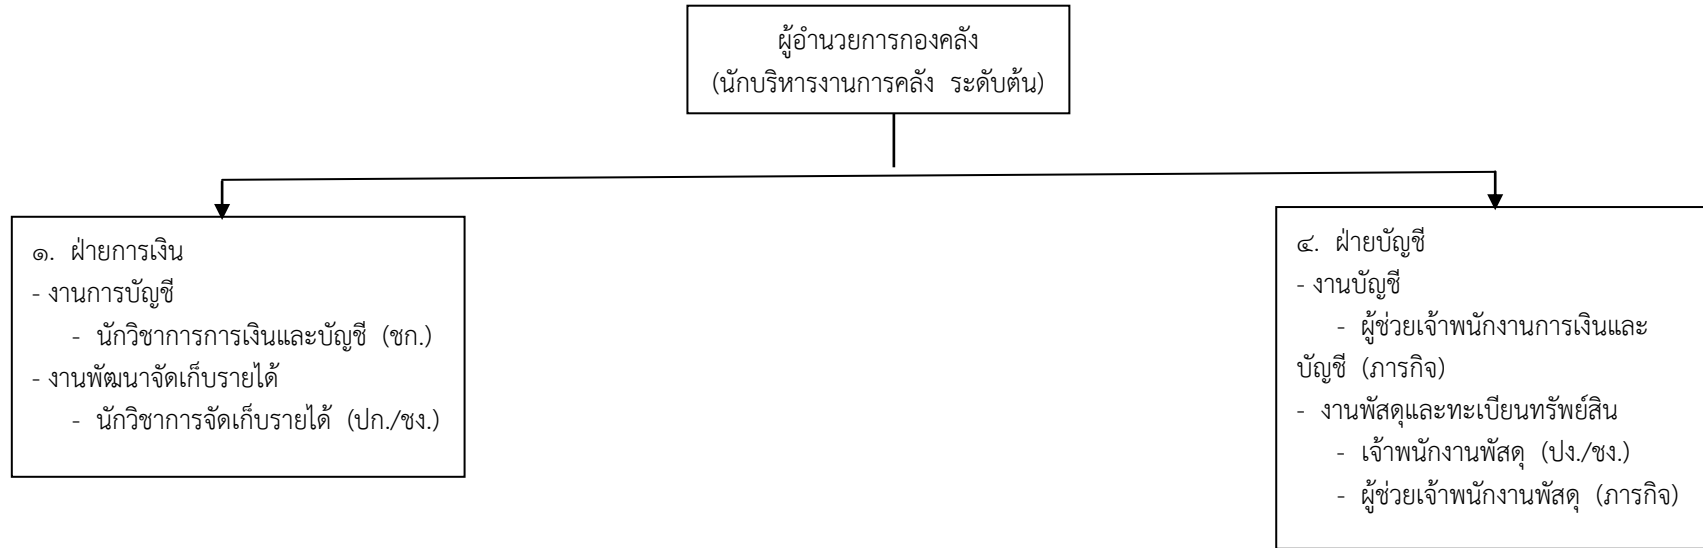 ผู้อำนวยการกองคลัง
(นักบริหารงานการคลัง ระดับต้น)
๑. ฝ่ายการเงิน
- งานการบัญชี
- นักวิชาการการเงินและบัญชี (ชก.)
- งานพัฒนาจัดเก็บรายได้
- นักวิชาการจัดเก็บรายได้ (ปก./ชง.)
๔. ฝ่ายบัญชี
- งานบัญชี
- ผู้ช่วยเจ้าพนักงานการเงินและ
บัญชี (ภารกิจ)
- งานพัสดุและทะเบียนทรัพย์สิน
- เจ้าพนักงานพัสดุ (ปง./ชง.)
- ผู้ช่วยเจ้าพนักงานพัสดุ (ภารกิจ)